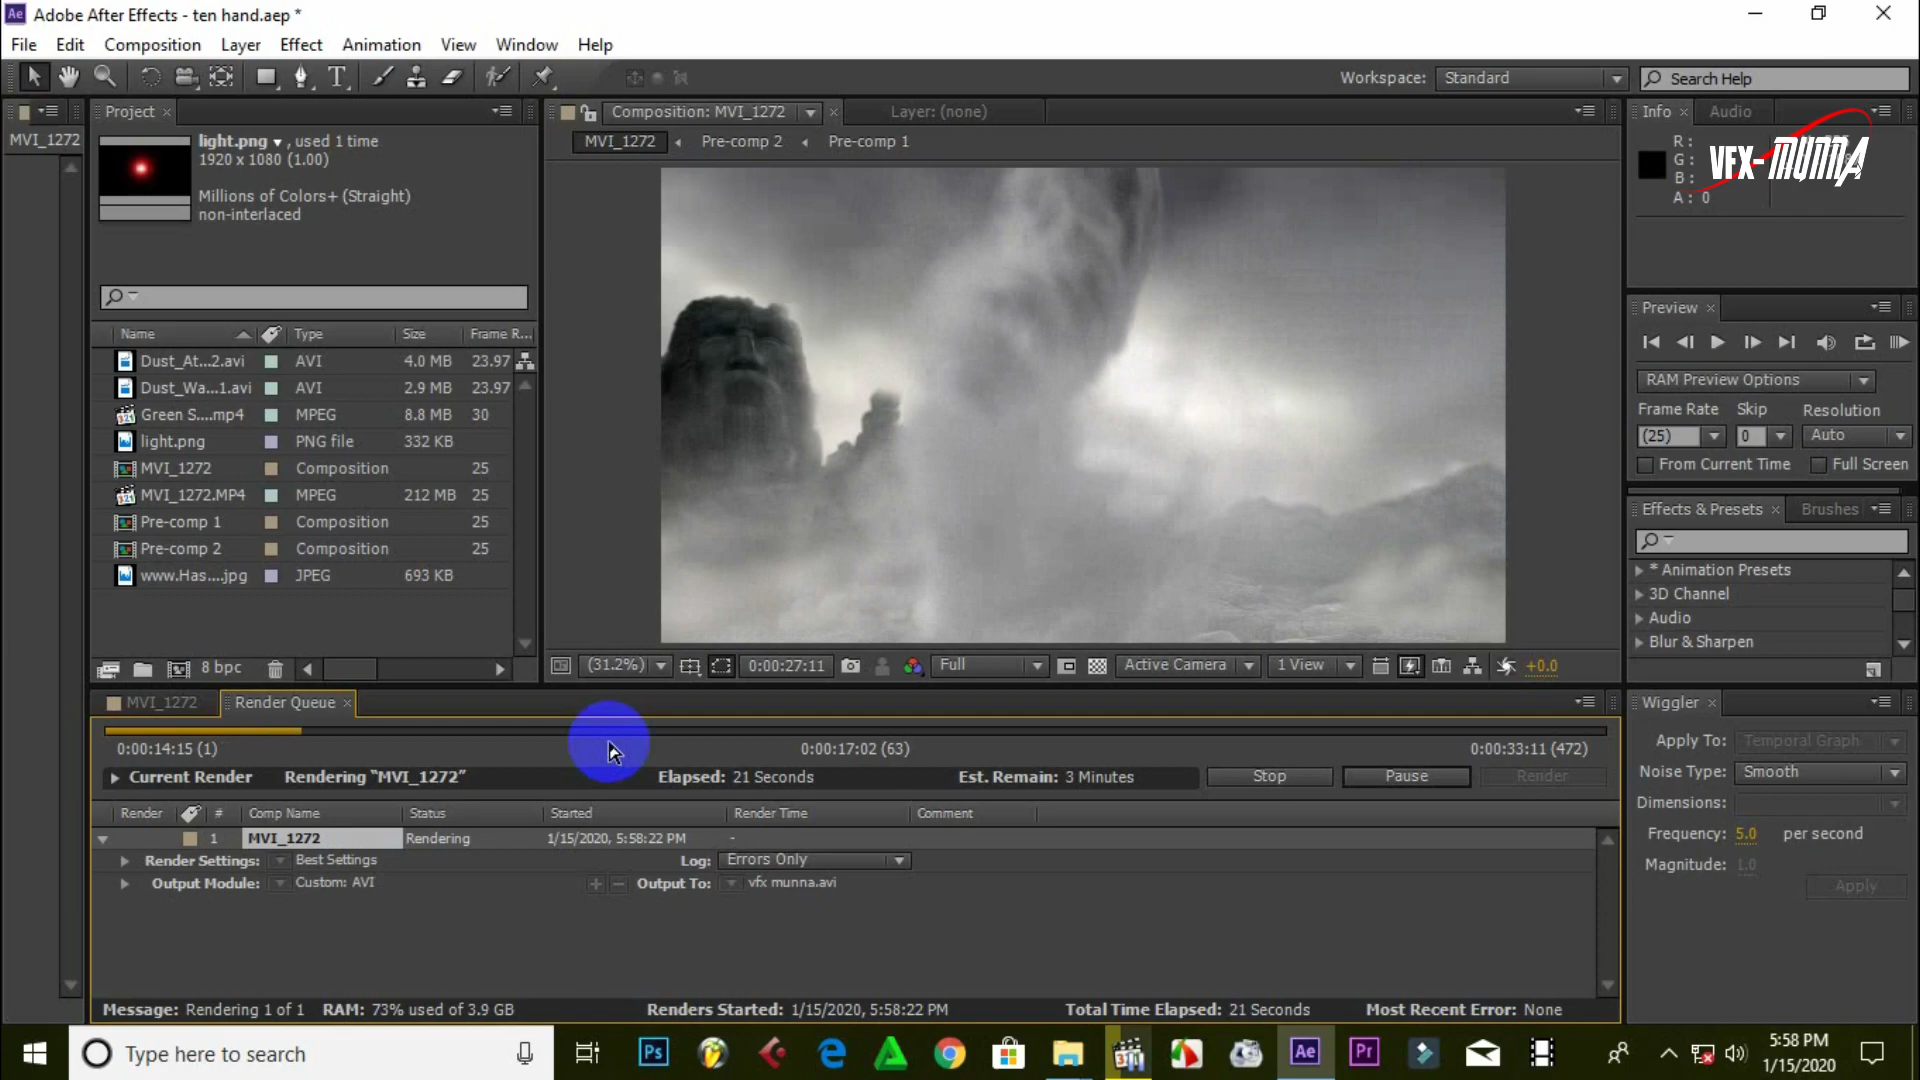 Adobe After Effects - ten hand.aep *
File Edit Composition Layer Effect Animation View Window Help
Workspace: Standard Search Help
MVI_1272
Project
light.png , used 1 time
1920 x 1080 (1.00)
Millions of Colors+ (Straight)
non-interlaced
Name Type Size Frame R...
Dust_At...2.avi AVI 4.0 MB 23.97
Dust_Wa...1.avi AVI 2.9 MB 23.97
Green S....mp4 MPEG 8.8 MB 30
light.png PNG file 332 KB
MVI_1272 Composition 25
MVI_1272.MP4 MPEG 212 MB 25
Pre-comp 1 Composition 25
Pre-comp 2 Composition 25
www.Has....jpg JPEG 693 KB
8 bpc
Composition: MVI_1272 Layer: (none)
MVI_1272 Pre-comp 2 Pre-comp 1
(31.2%) 0:00:27:11 Full Active Camera 1 View +0.0
Info Audio
R :
G :
B :
A : 0
VFX-MUNNA
Preview
RAM Preview Options
Frame Rate Skip Resolution
(25) 0 Auto
From Current Time Full Screen
Effects & Presets Brushes
* Animation Presets
3D Channel
Audio
Blur & Sharpen
MVI_1272 Render Queue
0:00:14:15 (1) 0:00:17:02 (63) 0:00:33:11 (472)
Current Render Rendering “MVI_1272” Elapsed: 21 Seconds Est. Remain: 3 Minutes Stop Pause Render
Render # Comp Name Status Started Render Time Comment
1 MVI_1272 Rendering 1/15/2020, 5:58:22 PM -
Render Settings: Best Settings Log: Errors Only
Output Module: Custom: AVI Output To: vfx munna.avi
Message: Rendering 1 of 1 RAM: 73% used of 3.9 GB Renders Started: 1/15/2020, 5:58:22 PM Total Time Elapsed: 21 Seconds Most Recent Error: None
Wiggler
Apply To: Temporal Graph
Noise Type: Smooth
Dimensions:
Frequency: 5.0 per second
Magnitude: 1.0
Apply
Type here to search
Ps
Ae
Pr
5:58 PM
1/15/2020